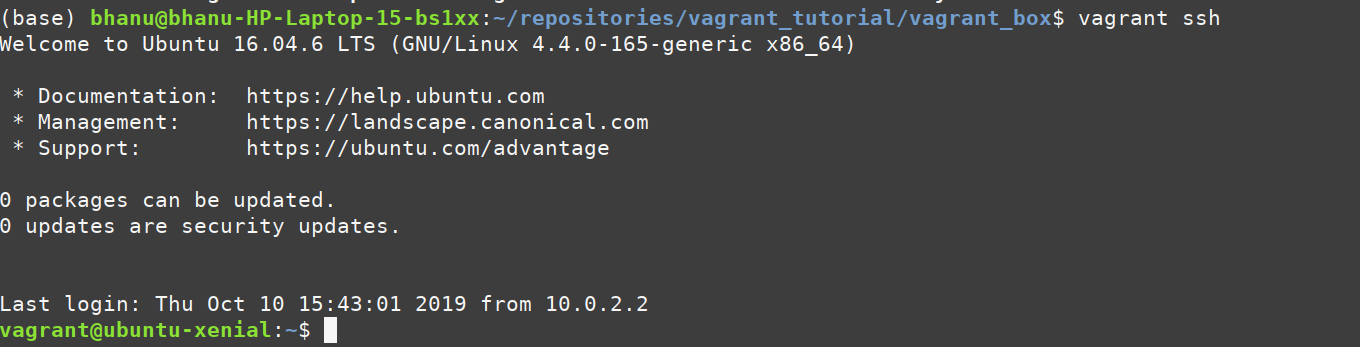 (base) bhanu@bhanu-HP-Laptop-15-bs1xx:~/repositories/vagrant_tutorial/vagrant_box$ vagrant ssh
Welcome to Ubuntu 16.04.6 LTS (GNU/Linux 4.4.0-165-generic x86_64)

 * Documentation:  https://help.ubuntu.com
 * Management:     https://landscape.canonical.com
 * Support:        https://ubuntu.com/advantage

0 packages can be updated.
0 updates are security updates.


Last login: Thu Oct 10 15:43:01 2019 from 10.0.2.2
vagrant@ubuntu-xenial:~$